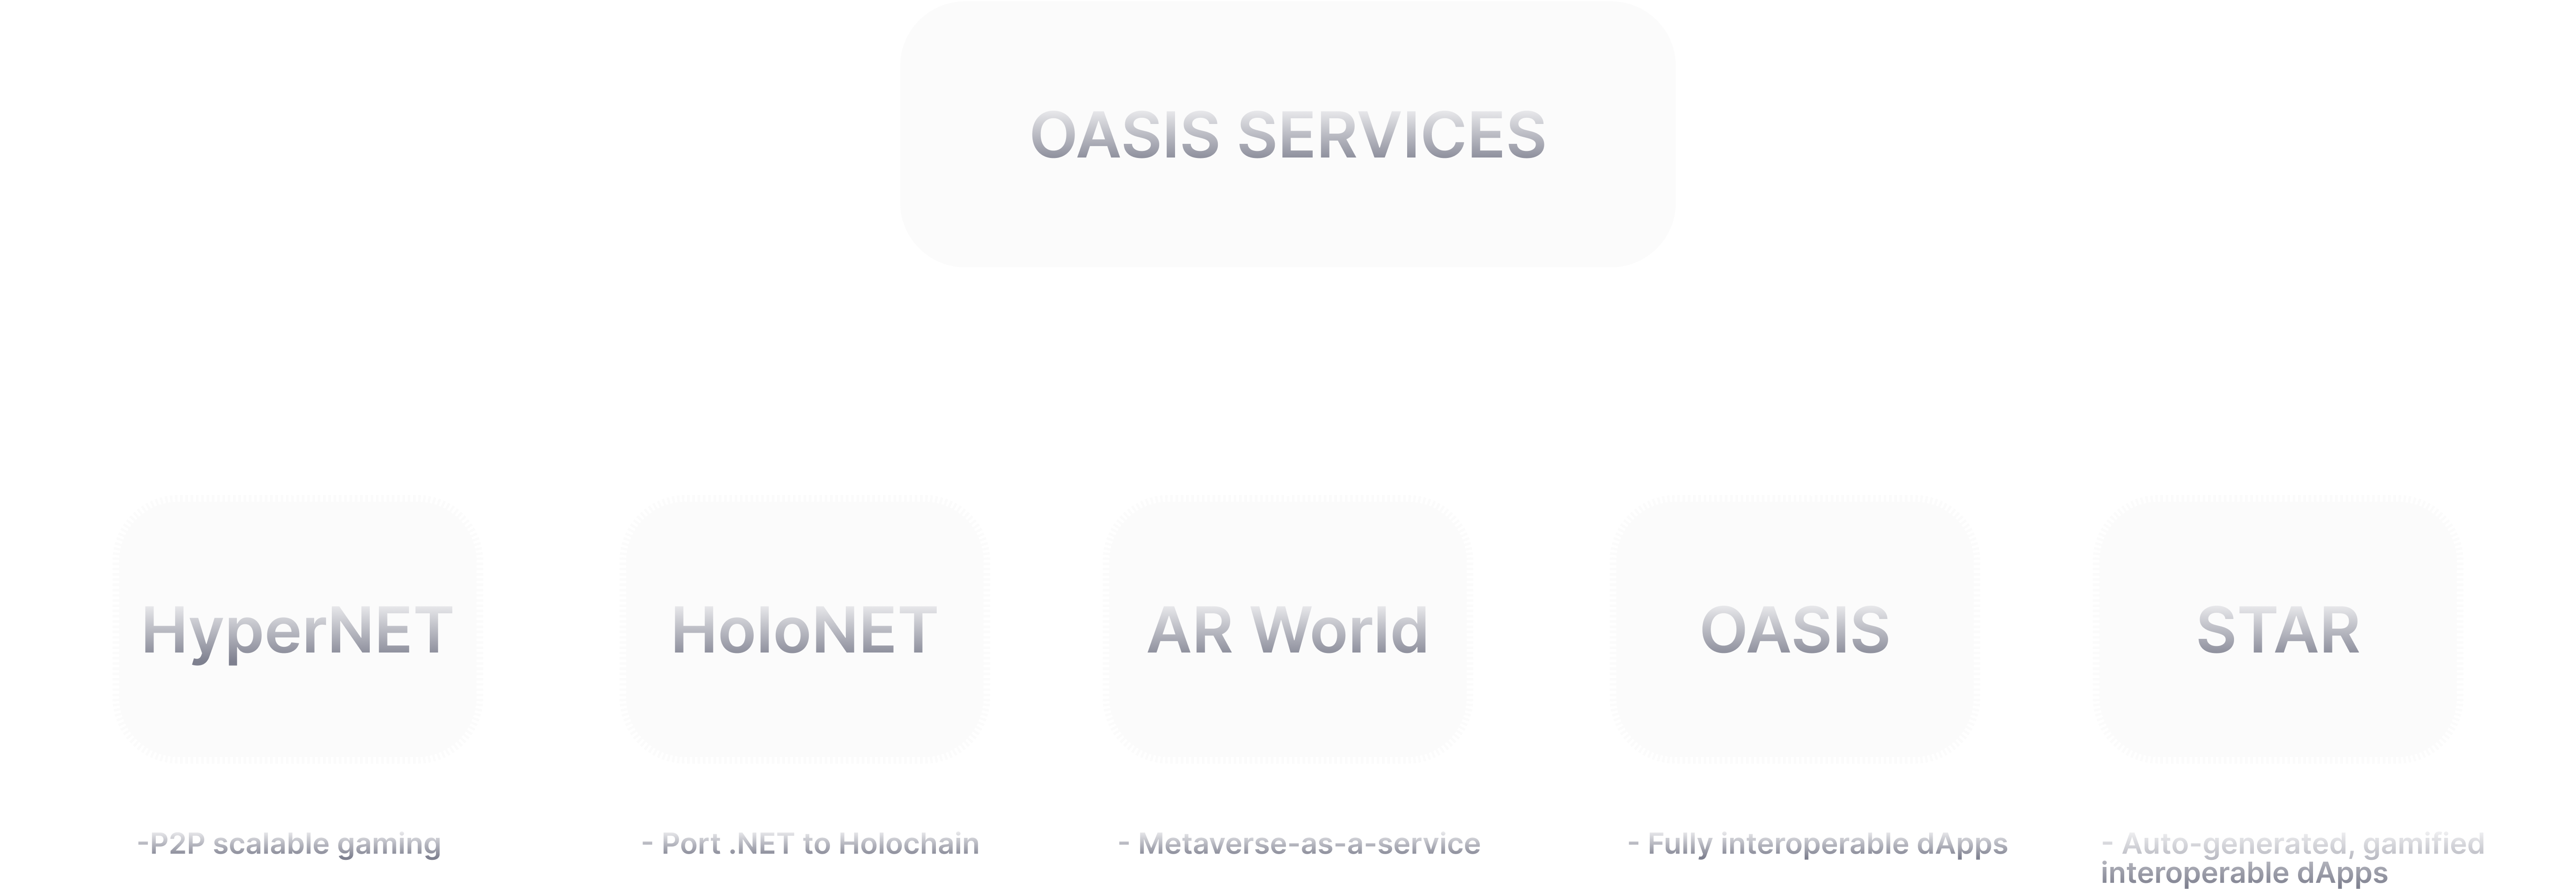 OASIS SERVICES
HyperNET
HoloNET
AR World
OASIS
STAR
-P2P scalable gaming
- Port .NET to Holochain
- Metaverse-as-a-service
- Fully interoperable dApps
- Auto-generated, gamified
interoperable dApps